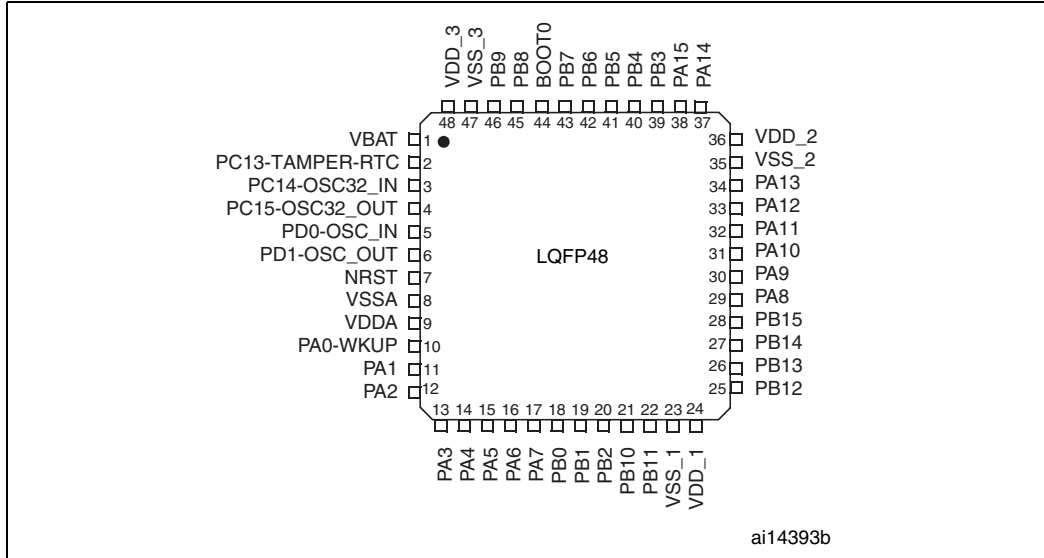 VDD_3
VSS_3
PB9
PB8
BOOT0
PB7
PB6
PB5
PB4
PB3
PA15
PA14
48 47 46 45 44 43 42 41 40 39 38 37
VBAT 1
PC13-TAMPER-RTC 2
PC14-OSC32_IN 3
PC15-OSC32_OUT 4
PD0-OSC_IN 5
PD1-OSC_OUT 6
NRST 7
VSSA 8
VDDA 9
PA0-WKUP 10
PA1 11
PA2 12
LQFP48
36 VDD_2
35 VSS_2
34 PA13
33 PA12
32 PA11
31 PA10
30 PA9
29 PA8
28 PB15
27 PB14
26 PB13
25 PB12
13 14 15 16 17 18 19 20 21 22 23 24
PA3
PA4
PA5
PA6
PA7
PB0
PB1
PB2
PB10
PB11
VSS_1
VDD_1
ai14393b